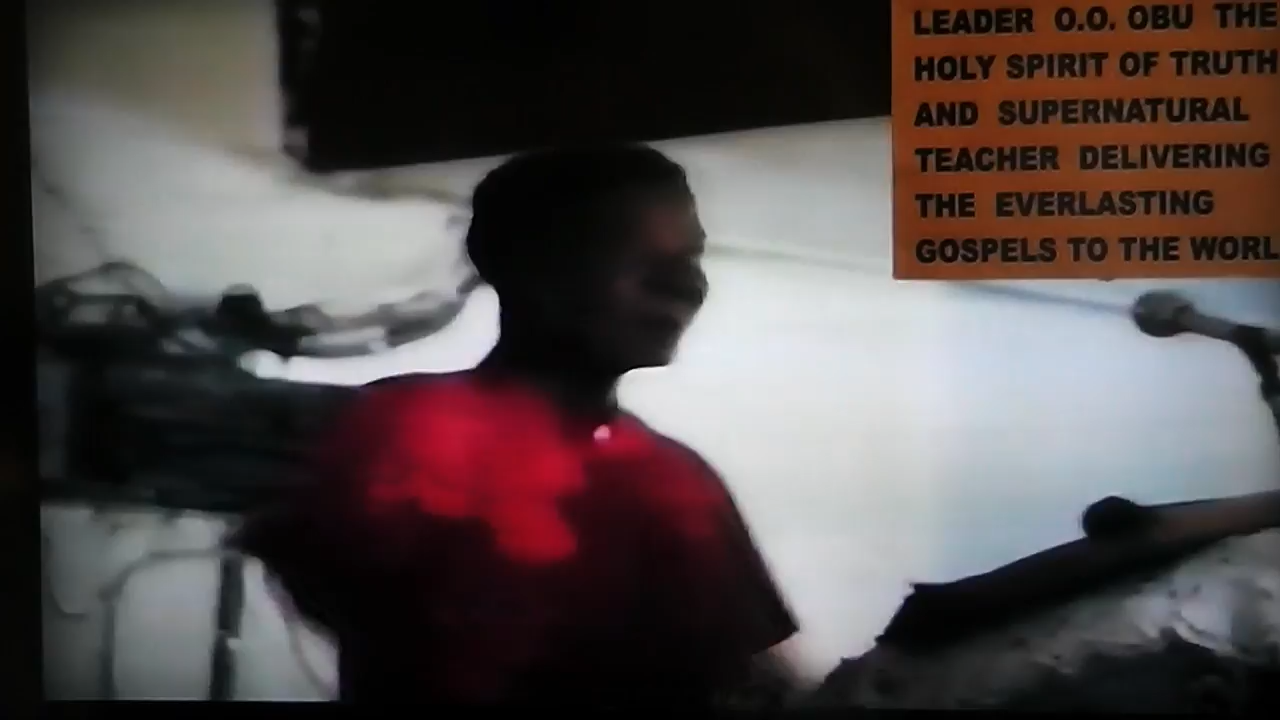 LEADER O.O. OBU THE
HOLY SPIRIT OF TRUTH
AND SUPERNATURAL
TEACHER DELIVERING
THE EVERLASTING
GOSPELS TO THE WORL